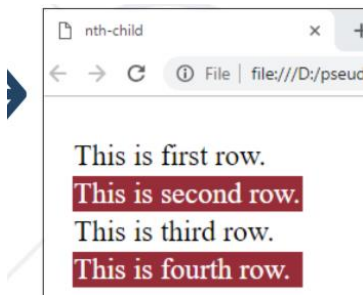 nth-child
File | file:///D:/pseud
This is first row.
This is second row.
This is third row.
This is fourth row.